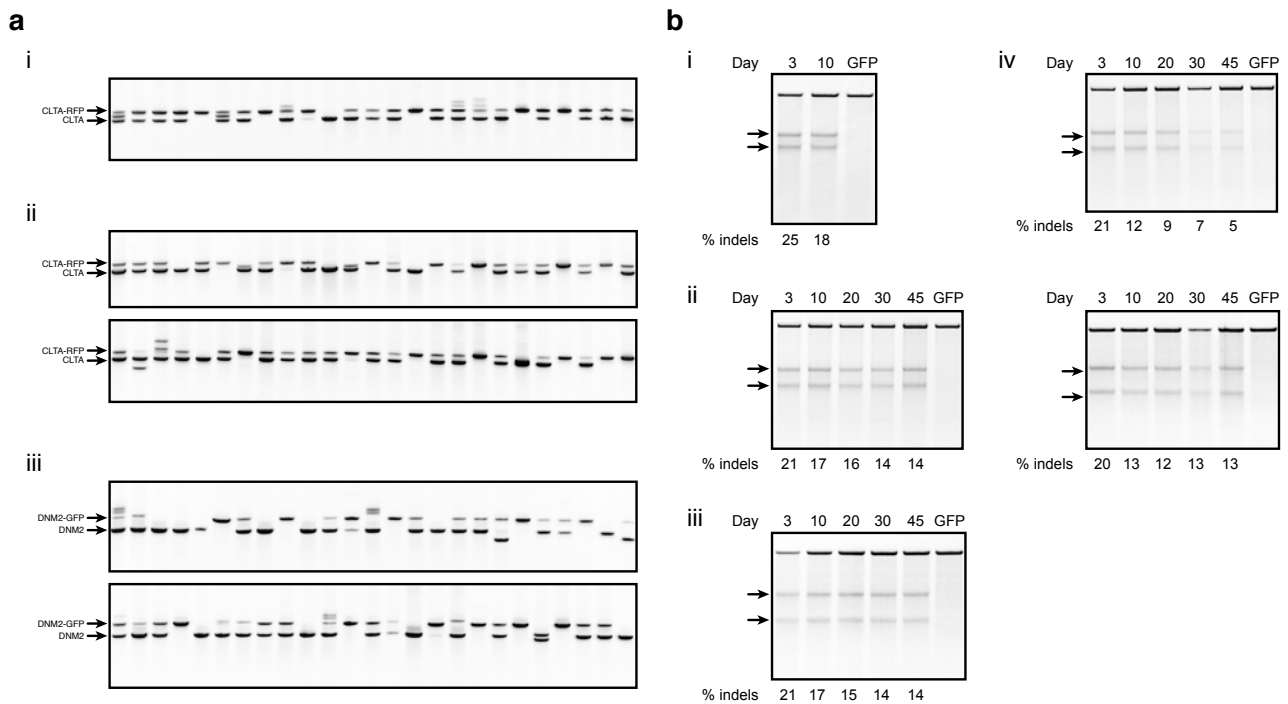 a
i
CLTA-RFP
CLTA
ii
CLTA-RFP
CLTA
CLTA-RFP
CLTA
iii
DNM2-GFP
DNM2
DNM2-GFP
DNM2
b
i
Day 3 10 GFP
% indels 25 18
ii
Day 3 10 20 30 45 GFP
% indels 21 17 16 14 14
iii
Day 3 10 20 30 45 GFP
% indels 21 17 15 14 14
iv
Day 3 10 20 30 45 GFP
% indels 21 12 9 7 5
Day 3 10 20 30 45 GFP
% indels 20 13 12 13 13